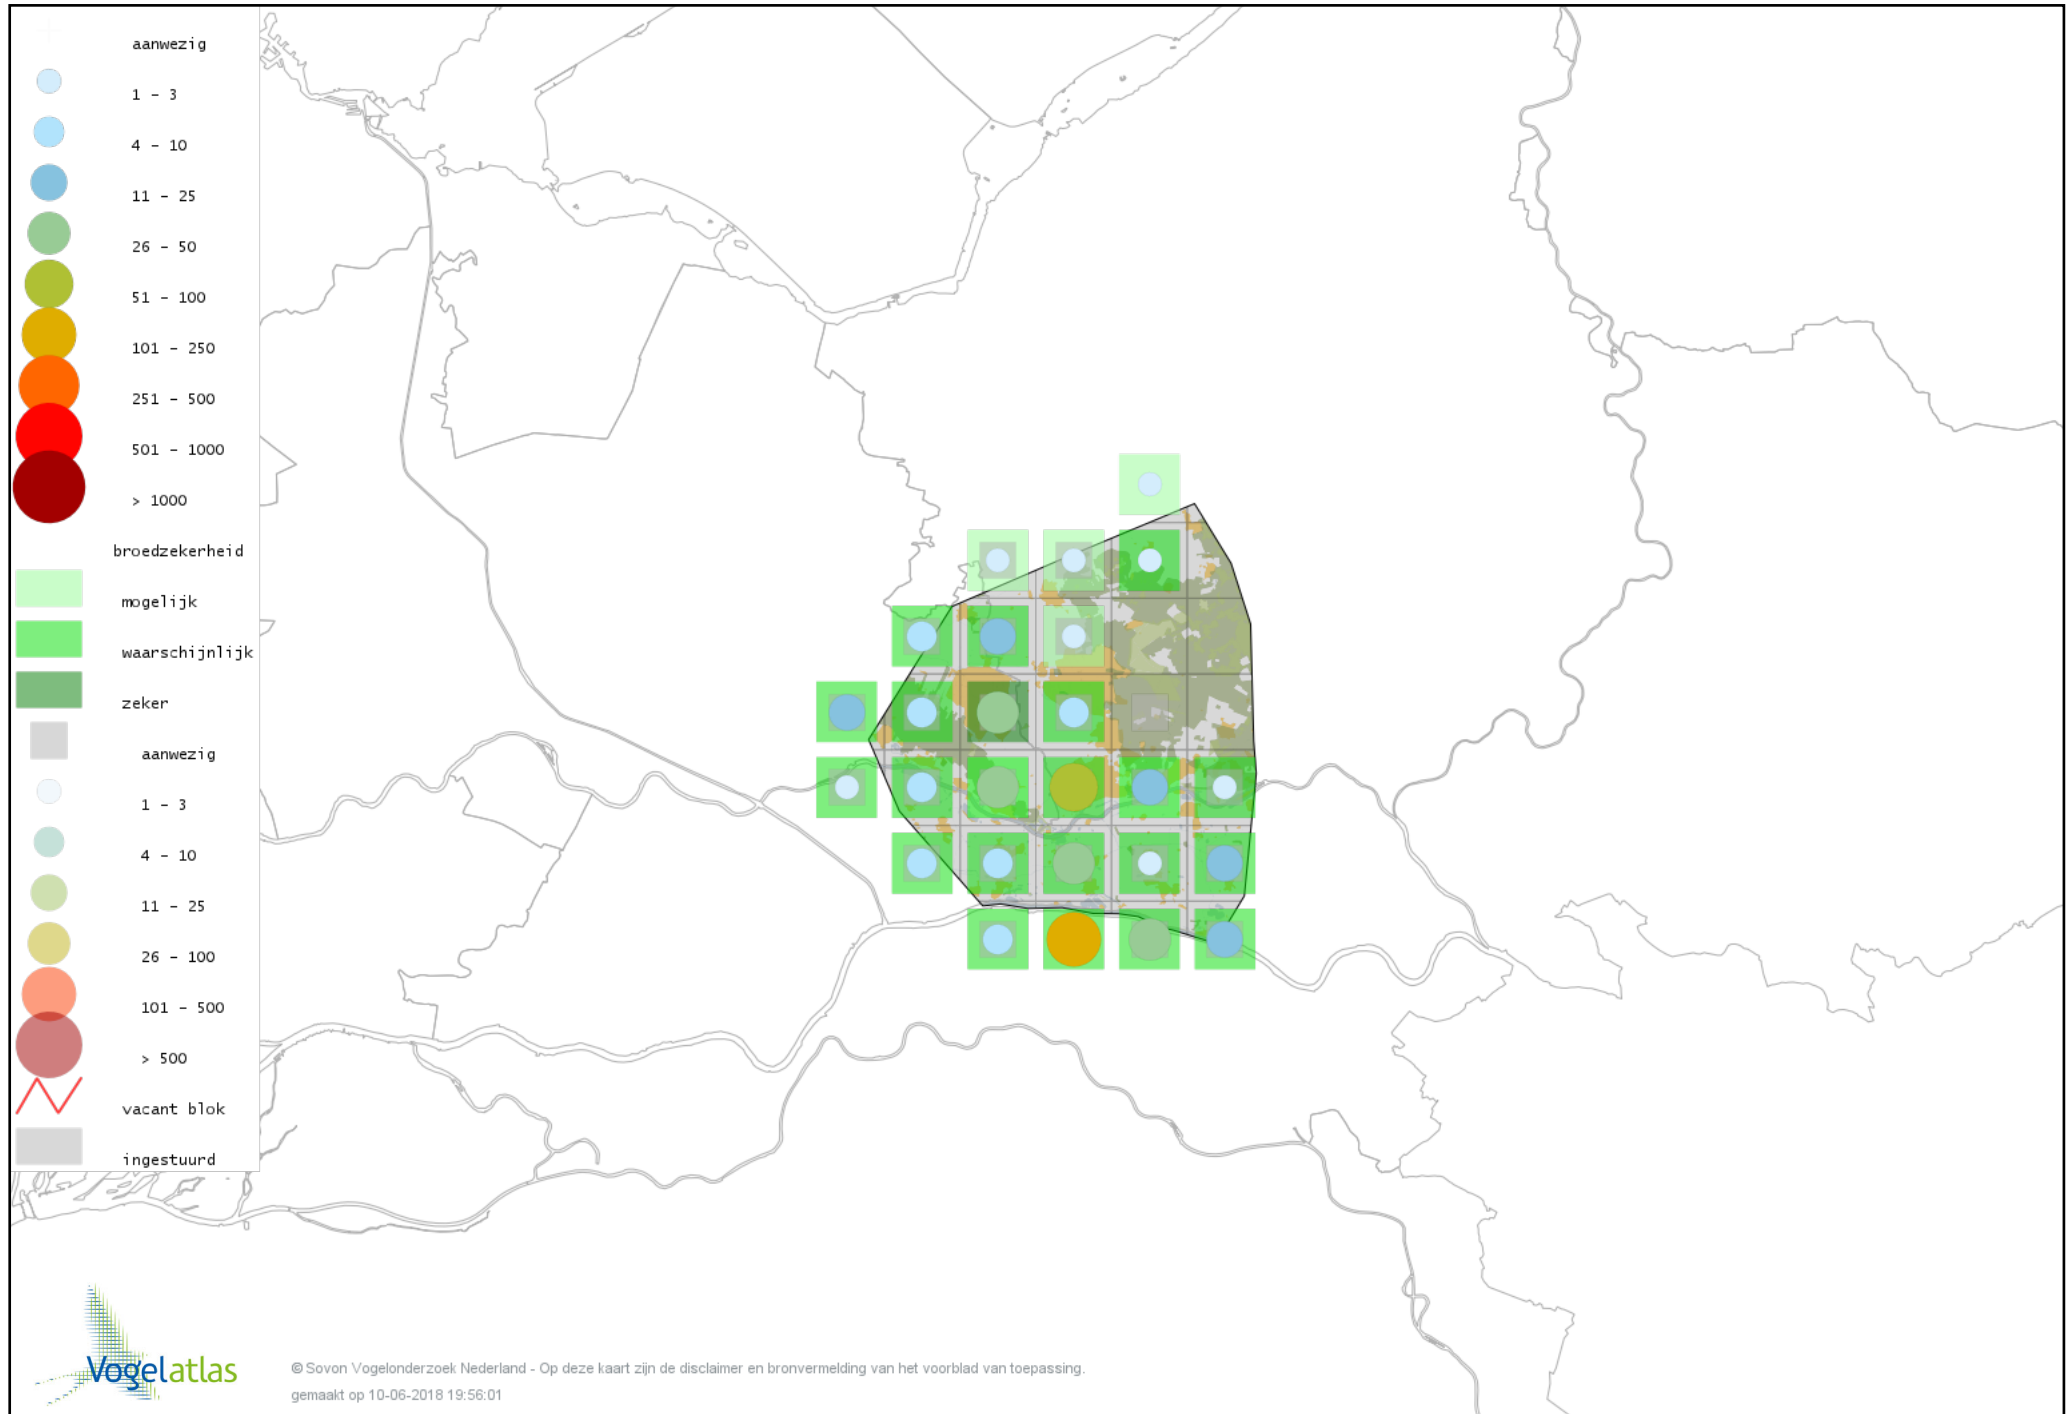 aanwezig
1 - 3
4 - 10
11 - 25
26 - 50
51 - 100
101 - 250
251 - 500
501 - 1000
> 1000
broedzekerheid
mogelijk
waarschijnlijk
zeker
aanwezig
1 - 3
4 - 10
11 - 25
26 - 100
101 - 500
> 500
vacant blok
ingestuurd
Vogelatlas
© Sovon Vogelonderzoek Nederland - Op deze kaart zijn de disclaimer en bronvermelding van het voorblad van toepassing.
gemaakt op 10-06-2018 19:56:01